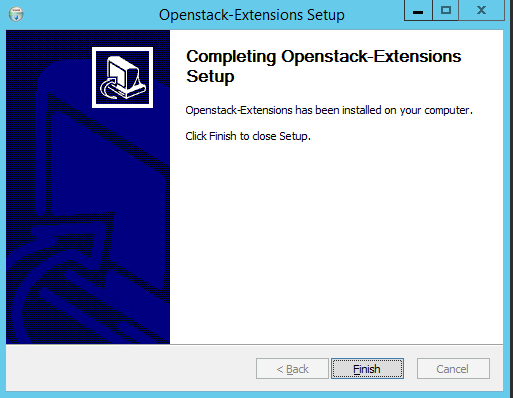 Openstack-Extensions Setup
Completing Openstack-Extensions
Setup
Openstack-Extensions has been installed on your computer.
Click Finish to close Setup.
< Back
Finish
Cancel